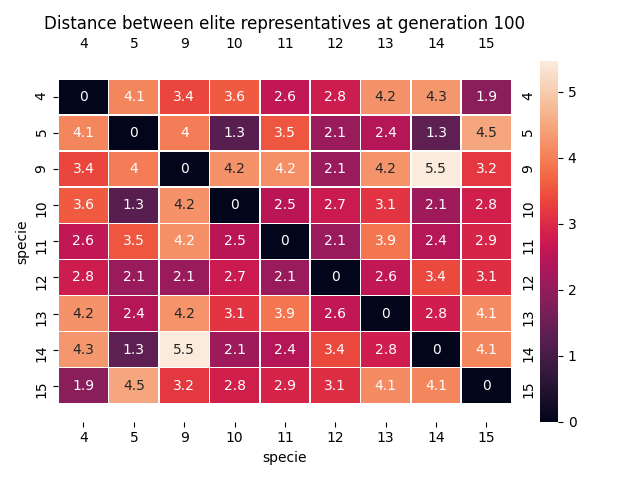 Distance between elite representatives at generation 100
4 5 9 10 11 12 13 14 15
4 0 4.1 3.4 3.6 2.6 2.8 4.2 4.3 1.9 4
5 4.1 0 4 1.3 3.5 2.1 2.4 1.3 4.5 5
9 3.4 4 0 4.2 4.2 2.1 4.2 5.5 3.2 9
10 3.6 1.3 4.2 0 2.5 2.7 3.1 2.1 2.8 10
11 2.6 3.5 4.2 2.5 0 2.1 3.9 2.4 2.9 11
12 2.8 2.1 2.1 2.7 2.1 0 2.6 3.4 3.1 12
13 4.2 2.4 4.2 3.1 3.9 2.6 0 2.8 4.1 13
14 4.3 1.3 5.5 2.1 2.4 3.4 2.8 0 4.1 14
15 1.9 4.5 3.2 2.8 2.9 3.1 4.1 4.1 0 15
4 5 9 10 11 12 13 14 15
specie
specie
5
4
3
2
1
0